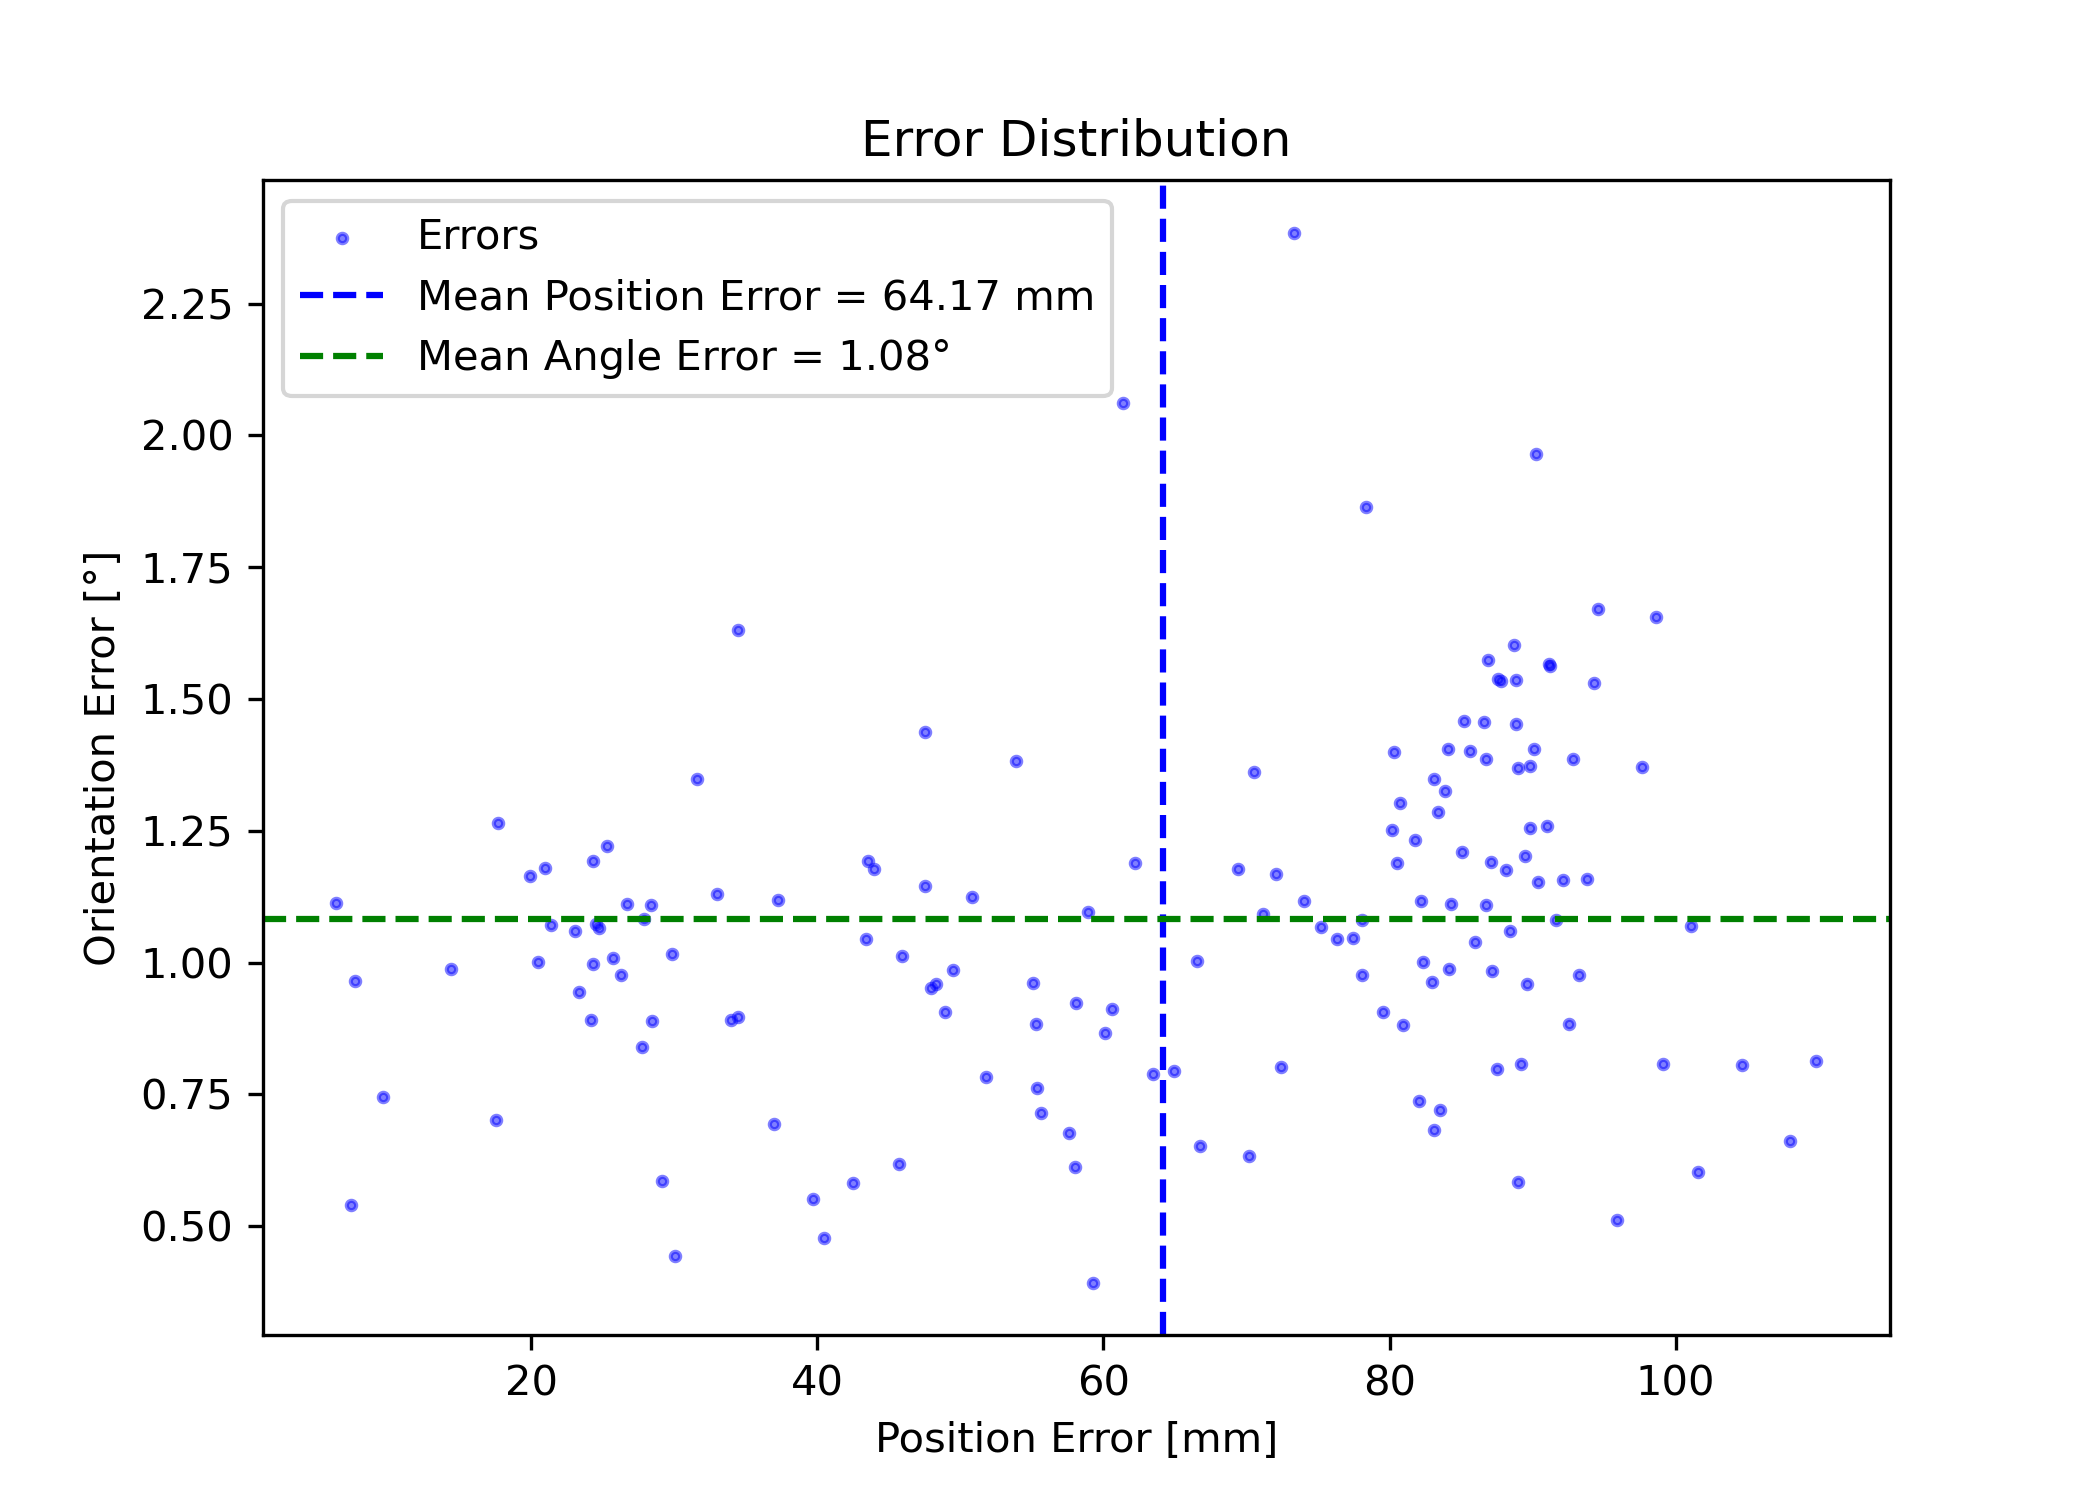 Error Distribution
Errors
Mean Position Error = 64.17 mm
Mean Angle Error = 1.08°
2.25
2.00
1.75
1.50
1.25
1.00
0.75
0.50
Orientation Error [°]
20 40 60 80 100
Position Error [mm]